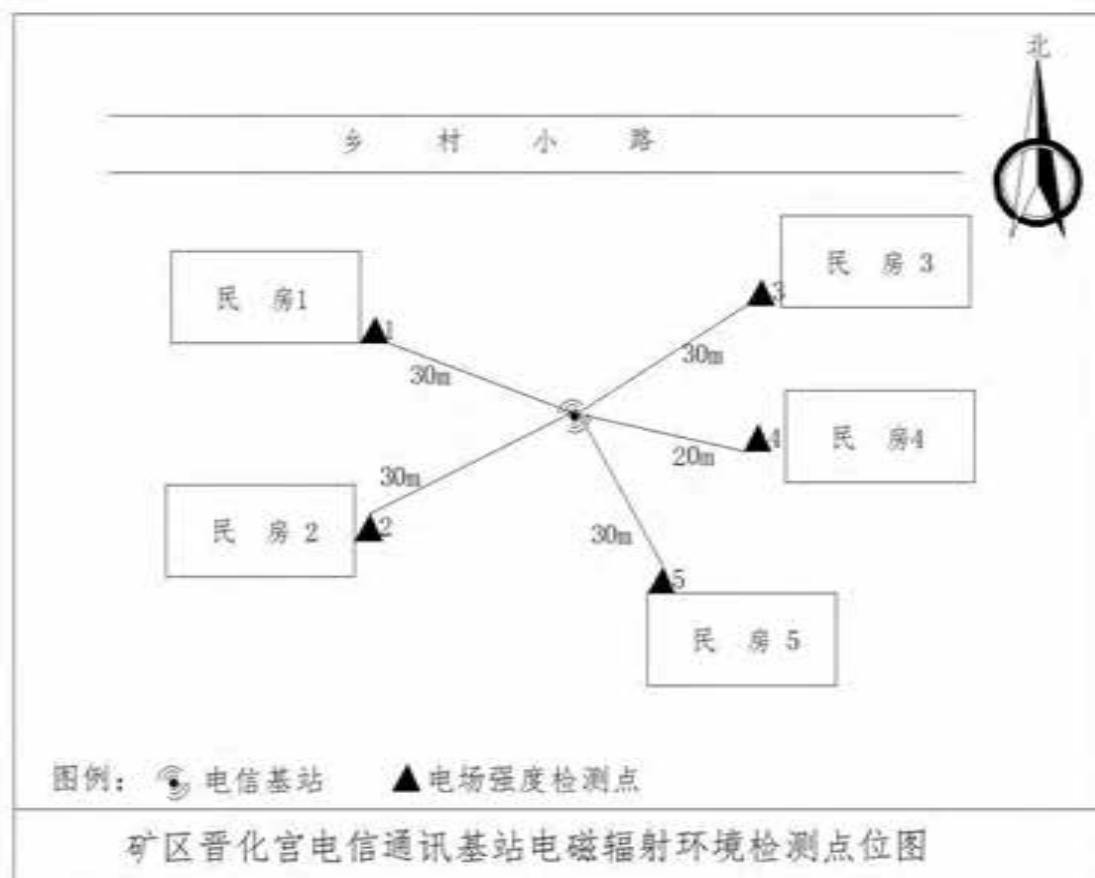 北
乡 村 小 路
民 房 3
3
民 房1
1
30m
30m
民 房4
4
20m
30m
民 房 2
2
30m
5
民 房 5
图例： 电信基站 电场强度检测点
矿区晋化宫电信通讯基站电磁辐射环境检测点位图